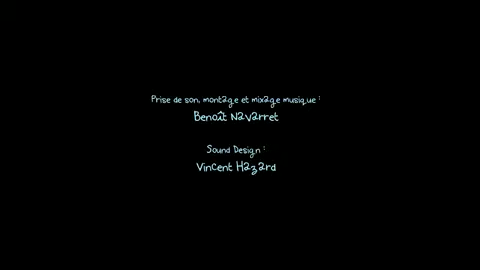 Prise de son, montage et mixage musique :
Benoît Navarret
Sound Design :
Vincent Hazard